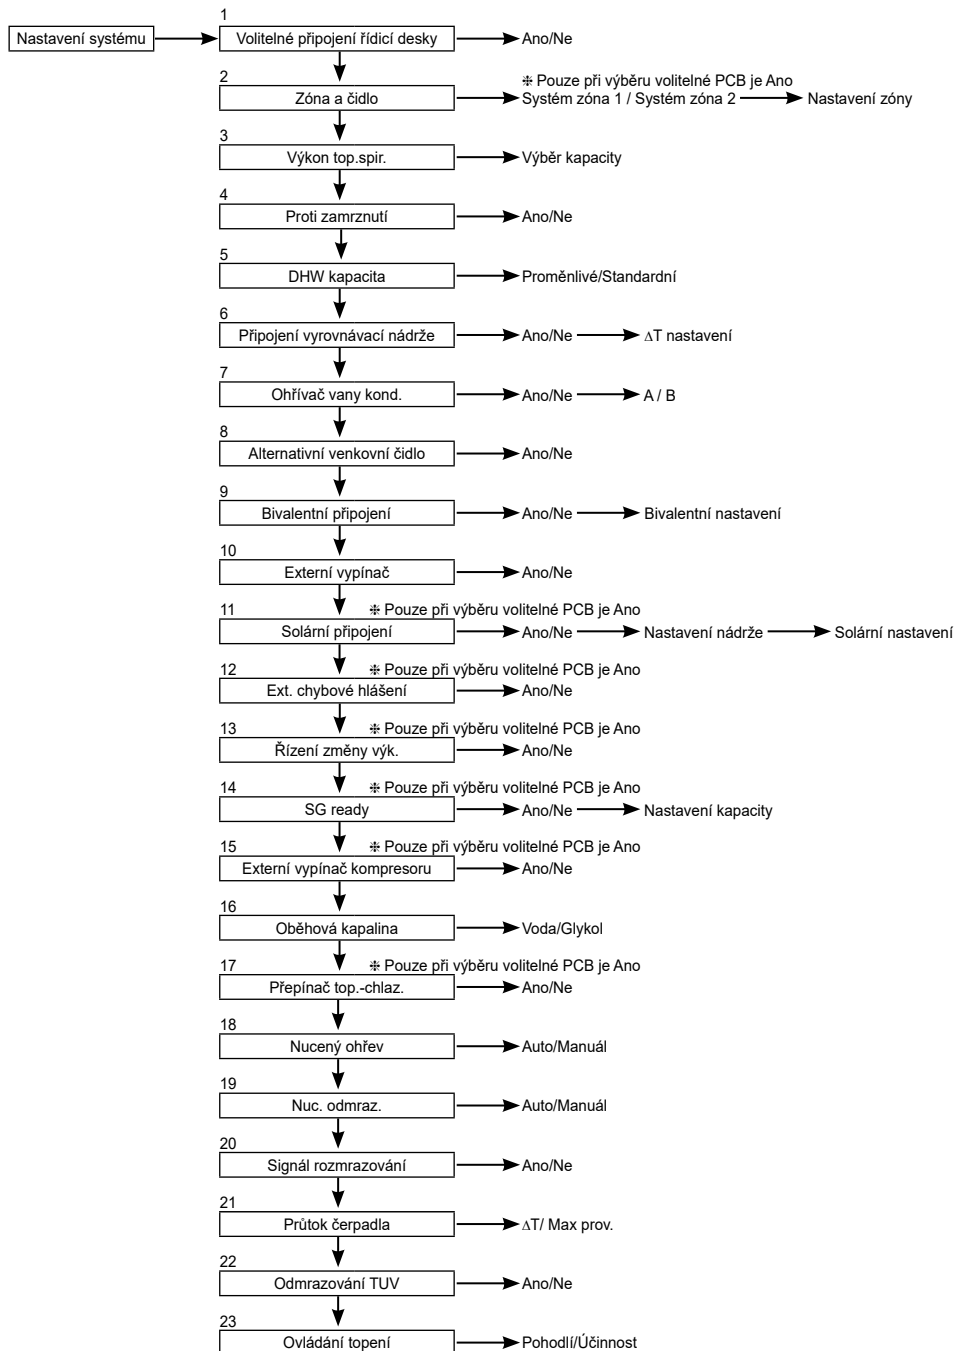 1
Nastavení systému Volitelné připojení řídicí desky Ano/Ne
2 ❉ Pouze při výběru volitelné PCB je Ano
Zóna a čidlo Systém zóna 1 / Systém zóna 2 Nastavení zóny
3
Výkon top.spir. Výběr kapacity
4
Proti zamrznutí Ano/Ne
5
DHW kapacita Proměnlivé/Standardní
6
Připojení vyrovnávací nádrže Ano/Ne ∆T nastavení
7
Ohřívač vany kond. Ano/Ne A / B
8
Alternativní venkovní čidlo Ano/Ne
9
Bivalentní připojení Ano/Ne Bivalentní nastavení
10
Externí vypínač Ano/Ne
11 ❉ Pouze při výběru volitelné PCB je Ano
Solární připojení Ano/Ne Nastavení nádrže Solární nastavení
12 ❉ Pouze při výběru volitelné PCB je Ano
Ext. chybové hlášení Ano/Ne
13 ❉ Pouze při výběru volitelné PCB je Ano
Řízení změny výk. Ano/Ne
14 ❉ Pouze při výběru volitelné PCB je Ano
SG ready Ano/Ne Nastavení kapacity
15 ❉ Pouze při výběru volitelné PCB je Ano
Externí vypínač kompresoru Ano/Ne
16
Oběhová kapalina Voda/Glykol
17 ❉ Pouze při výběru volitelné PCB je Ano
Přepínač top.-chlaz. Ano/Ne
18
Nucený ohřev Auto/Manuál
19
Nuc. odmraz. Auto/Manuál
20
Signál rozmrazování Ano/Ne
21
Průtok čerpadla ∆T/ Max prov.
22
Odmrazování TUV Ano/Ne
23
Ovládání topení Pohodlí/Účinnost